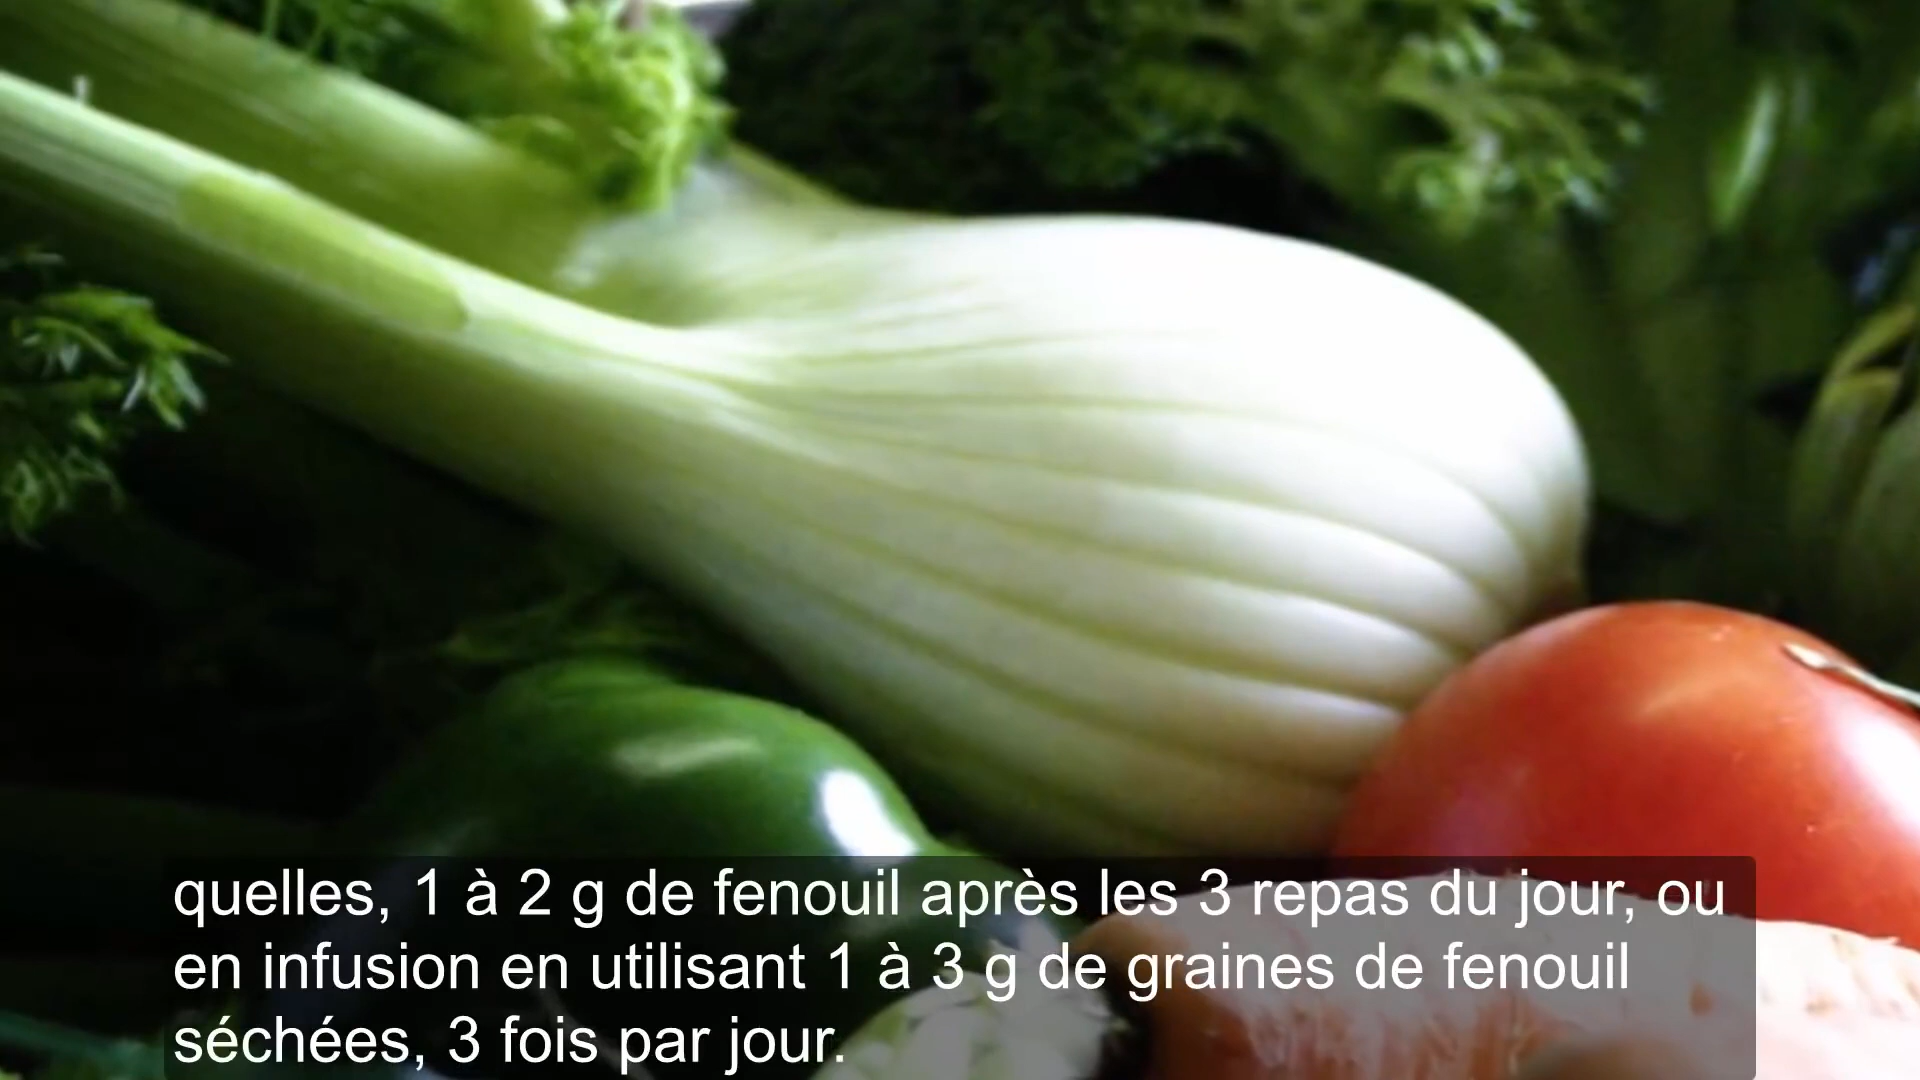 quelles, 1 à 2 g de fenouil après les 3 repas du jour, ou
en infusion en utilisant 1 à 3 g de graines de fenouil
séchées, 3 fois par jour.